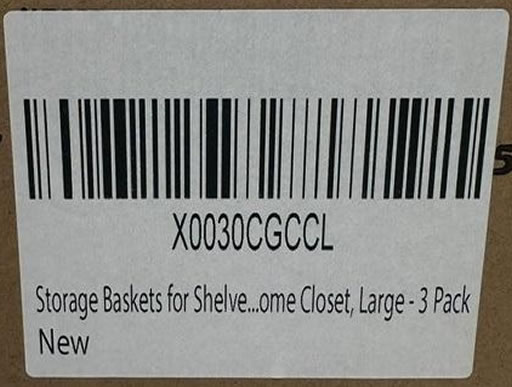 X0030CGCCL
Storage Baskets for Shelve...ome Closet, Large - 3 Pack
New